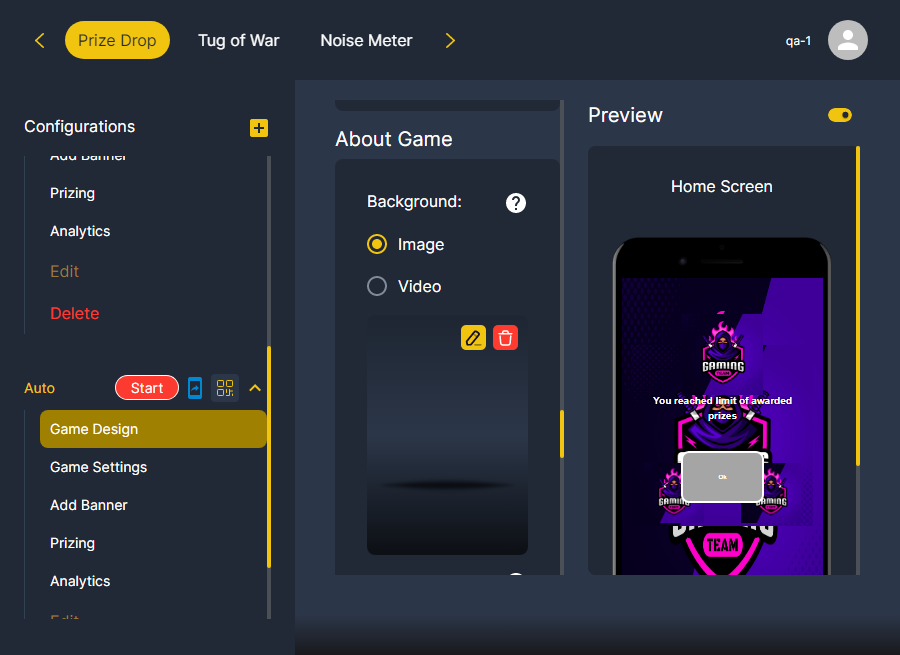 Prize Drop
Tug of War
Noise Meter
qa-1
Configurations
Add Banner
Prizing
Analytics
Edit
Delete
Auto
Start
Game Design
Game Settings
Add Banner
Prizing
Analytics
Edit
About Game
Background:
?
Image
Video
Preview
Home Screen
GAMING
TEAM
You reached limit of awarded
prizes
Ok
GAMING
GAMING
TEAM